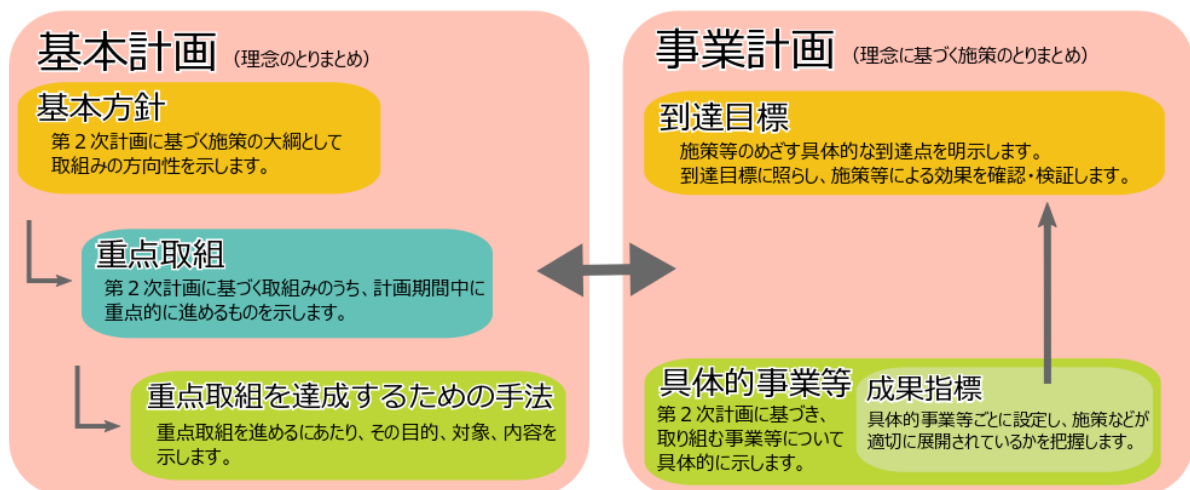 基本計画 (理念のとりまとめ)
基本方針
第2次計画に基づく施策の大綱として
取組みの方向性を示します。
重点取組
第2次計画に基づく取組みのうち、計画期間中に
重点的に進めるものを示します。
重点取組を達成するための手法
重点取組を進めるにあたり、その目的、対象、内容を
示します。
事業計画 (理念に基づく施策のとりまとめ)
到達目標
施策等のめざす具体的な到達点を明示します。
到達目標に照らし、施策等による効果を確認・検証します。
具体的事業等
第2次計画に基づき、
取り組む事業等について
具体的に示します。
成果指標
具体的事業等ごとに設定し、施策などが
適切に展開されているかを把握します。